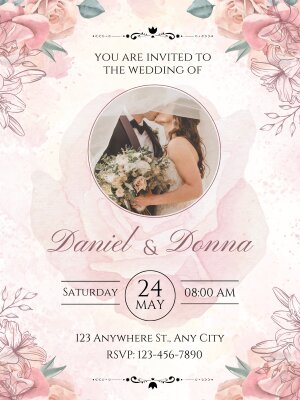 YOU ARE INVITED TO
THE WEDDING OF
Daniel & Donna
Saturday 24 08:00 AM
MAY
123 Anywhere St., Any City
RSVP: 123-456-7890